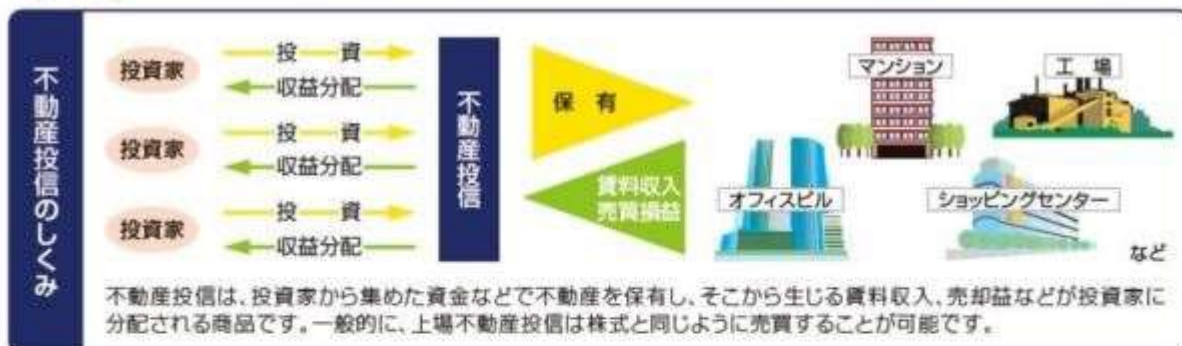 不動産投信のしくみ
投資家
投資
収益分配
投資家
投資
収益分配
投資家
投資
収益分配
不動産投信
保有
賃料収入
売買損益
マンション
工場
オフィスビル
ショッピングセンター
など
不動産投信は、投資家から集めた資金などで不動産を保有し、そこから生じる賃料収入、売却益などが投資家に
分配される商品です。一般的に、上場不動産投信は株式と同じように売買することが可能です。